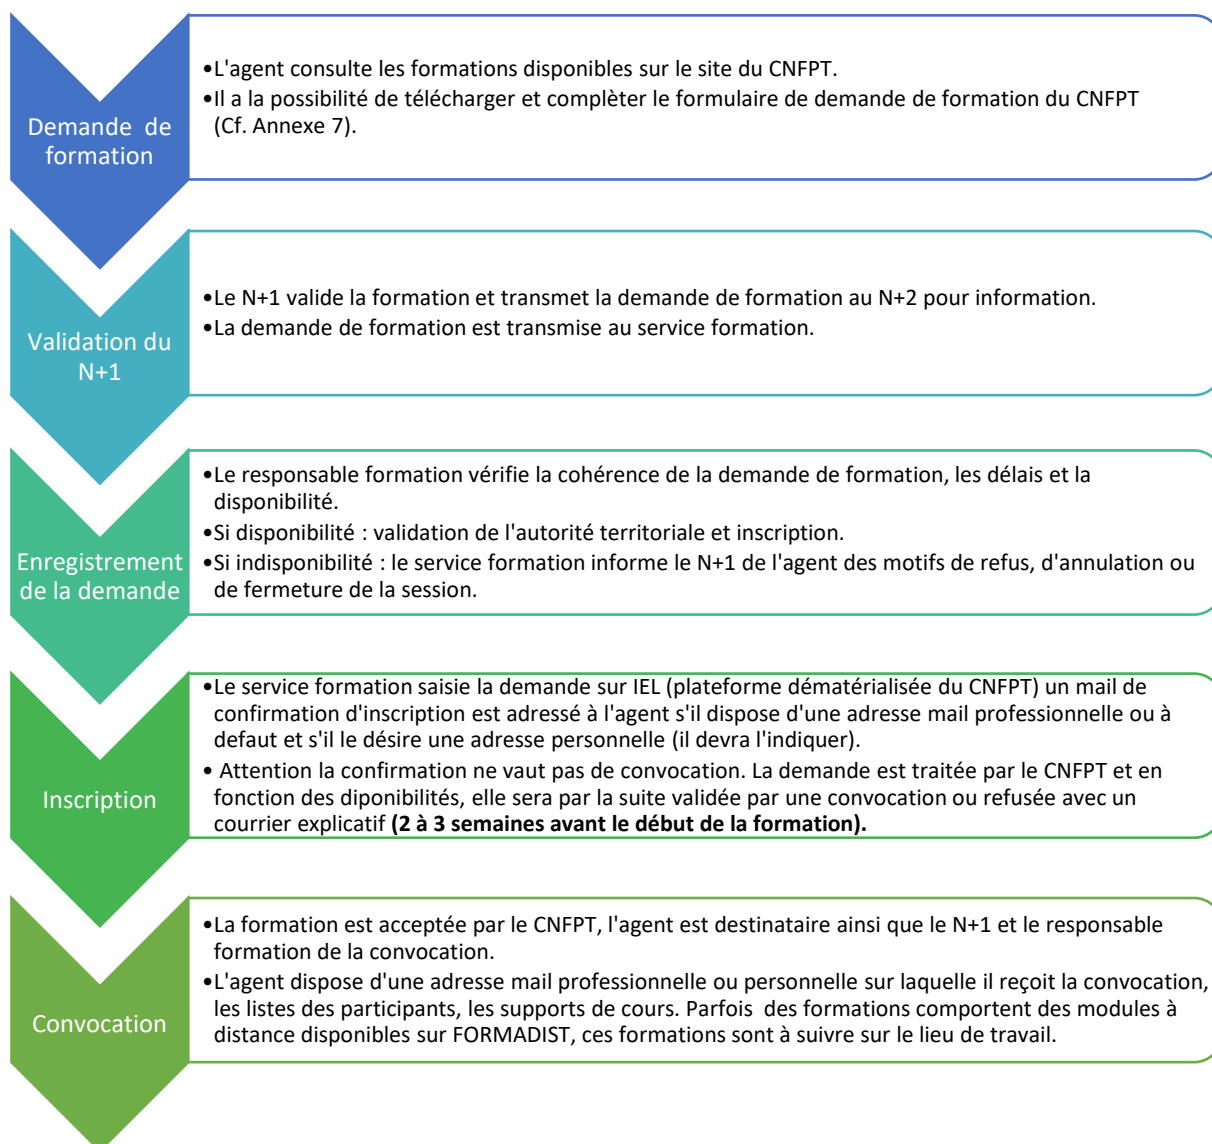 Demande de
formation
•L'agent consulte les formations disponibles sur le site du CNFPT.
•Il a la possibilité de télécharger et complèter le formulaire de demande de formation du CNFPT
(Cf. Annexe 7).
Validation du
N+1
•Le N+1 valide la formation et transmet la demande de formation au N+2 pour information.
•La demande de formation est transmise au service formation.
Enregistrement
de la demande
•Le responsable formation vérifie la cohérence de la demande de formation, les délais et la
disponibilité.
•Si disponibilité : validation de l'autorité territoriale et inscription.
•Si indisponibilité : le service formation informe le N+1 de l'agent des motifs de refus, d'annulation ou
de fermeture de la session.
Inscription
•Le service formation saisie la demande sur IEL (plateforme dématérialisée du CNFPT) un mail de
confirmation d'inscription est adressé à l'agent s'il dispose d'une adresse mail professionnelle ou à
defaut et s'il le désire une adresse personnelle (il devra l'indiquer).
• Attention la confirmation ne vaut pas de convocation. La demande est traitée par le CNFPT et en
fonction des diponibilités, elle sera par la suite validée par une convocation ou refusée avec un
courrier explicatif (2 à 3 semaines avant le début de la formation).
Convocation
•La formation est acceptée par le CNFPT, l'agent est destinataire ainsi que le N+1 et le responsable
formation de la convocation.
•L'agent dispose d'une adresse mail professionnelle ou personnelle sur laquelle il reçoit la convocation,
les listes des participants, les supports de cours. Parfois des formations comportent des modules à
distance disponibles sur FORMADIST, ces formations sont à suivre sur le lieu de travail.